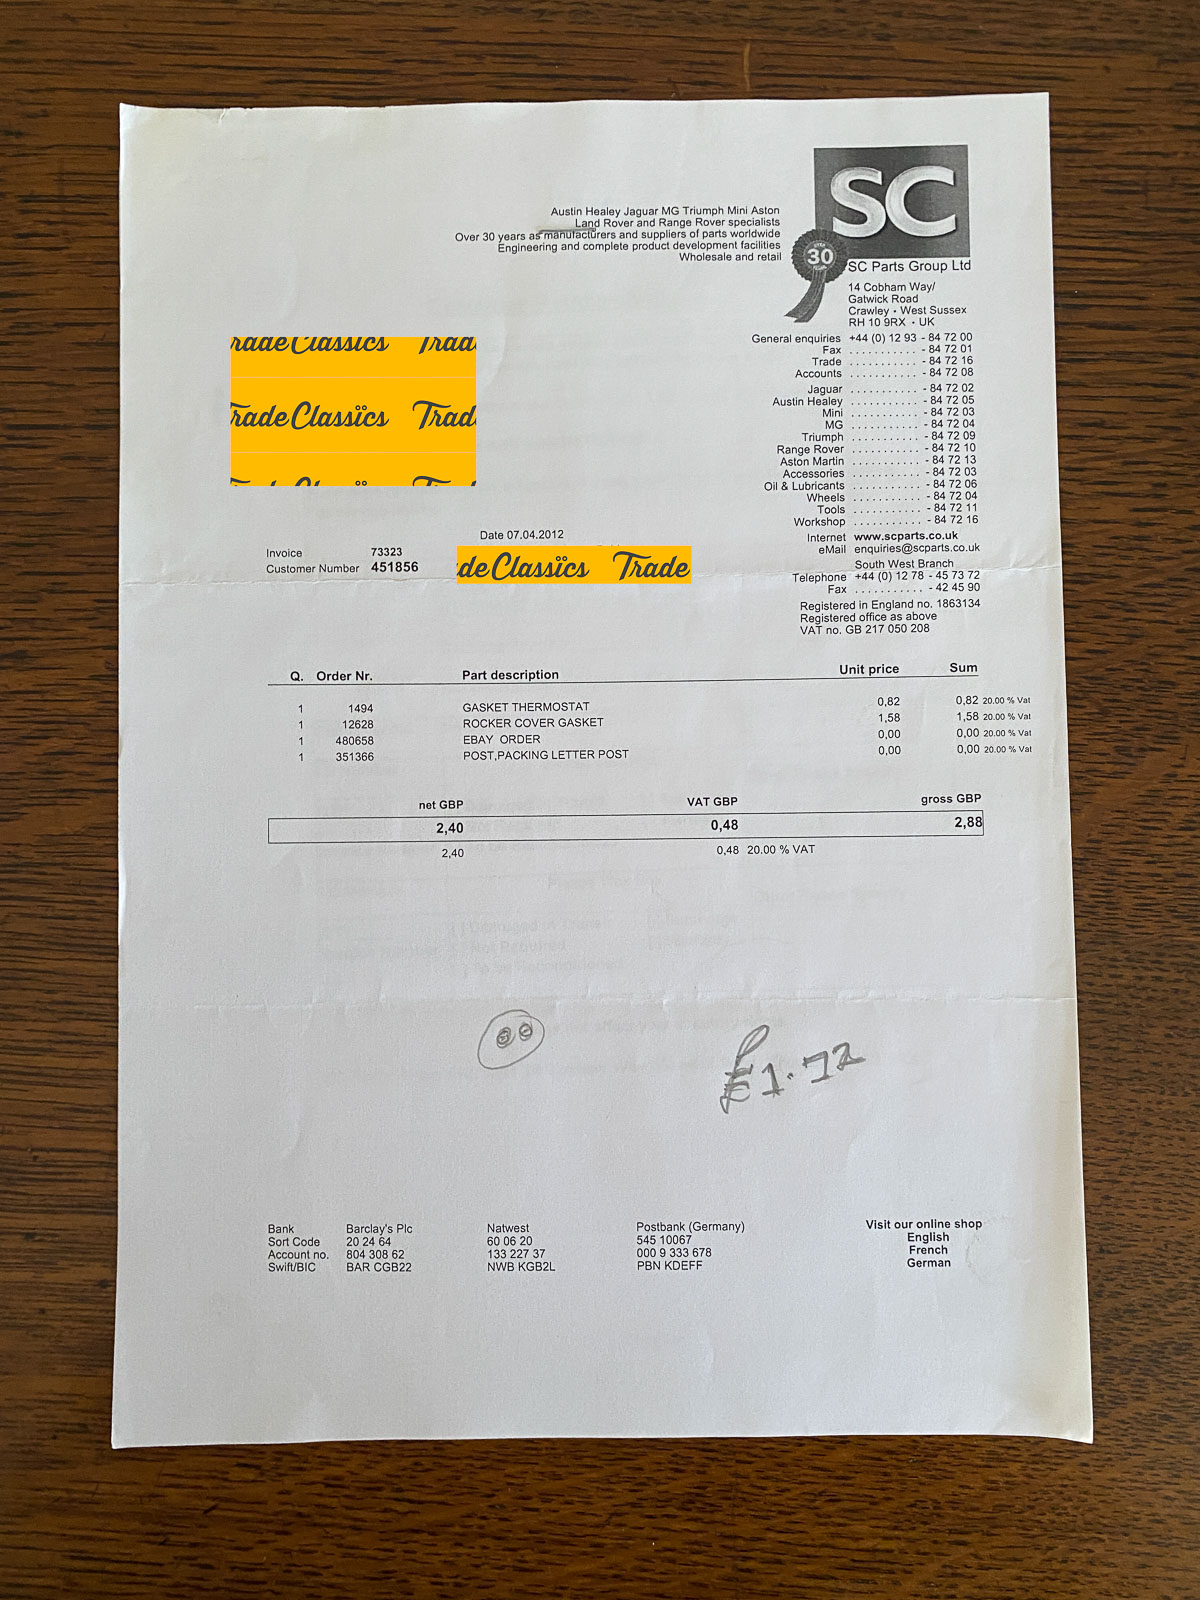 SC
Austin Healey Jaguar MG Triumph Mini Aston
Land Rover and Range Rover specialists
Over 30 years as manufacturers and suppliers of parts worldwide
Engineering and complete product development facilities
Wholesale and retail
OVER
30
YEARS
SC Parts Group Ltd
14 Cobham Way/
Gatwick Road
Crawley · West Sussex
RH 10 9RX · UK
General enquiries +44 (0) 12 93 - 84 72 00
Fax . . . . . . . . . . . - 84 72 01
Trade . . . . . . . . . . . - 84 72 16
Accounts . . . . . . . . . . . - 84 72 08
Jaguar . . . . . . . . . . . - 84 72 02
Austin Healey . . . . . . . . . . . - 84 72 05
Mini . . . . . . . . . . . - 84 72 03
MG . . . . . . . . . . . - 84 72 04
Triumph . . . . . . . . . . . - 84 72 09
Range Rover . . . . . . . . . . . - 84 72 10
Aston Martin . . . . . . . . . . . - 84 72 13
Accessories . . . . . . . . . . . - 84 72 03
Oil & Lubricants . . . . . . . . . . . - 84 72 06
Wheels . . . . . . . . . . . - 84 72 04
Tools . . . . . . . . . . . - 84 72 11
Workshop . . . . . . . . . . . - 84 72 16
Internet www.scparts.co.uk
eMail enquiries@scparts.co.uk
South West Branch
Telephone +44 (0) 12 78 - 45 73 72
Fax . . . . . . . . . . . - 42 45 90
Registered in England no. 1863134
Registered office as above
VAT no. GB 217 050 208
rade Classics Trad
rade Classics Trad
Date 07.04.2012
Invoice 73323
Customer Number 451856
de Classics Trade
Q. Order Nr. Part description Unit price Sum
1 1494 GASKET THERMOSTAT 0,82 0,82 20.00 % Vat
1 12628 ROCKER COVER GASKET 1,58 1,58 20.00 % Vat
1 480658 EBAY ORDER 0,00 0,00 20.00 % Vat
1 351366 POST,PACKING LETTER POST 0,00 0,00 20.00 % Vat
net GBP VAT GBP gross GBP
2,40 0,48 2,88
2,40 0,48 20.00 % VAT
£1.72
Bank Barclay's Plc Natwest Postbank (Germany)
Sort Code 20 24 64 60 06 20 545 10067
Account no. 804 308 62 133 227 37 000 9 333 678
Swift/BIC BAR CGB22 NWB KGB2L PBN KDEFF
Visit our online shop
English
French
German